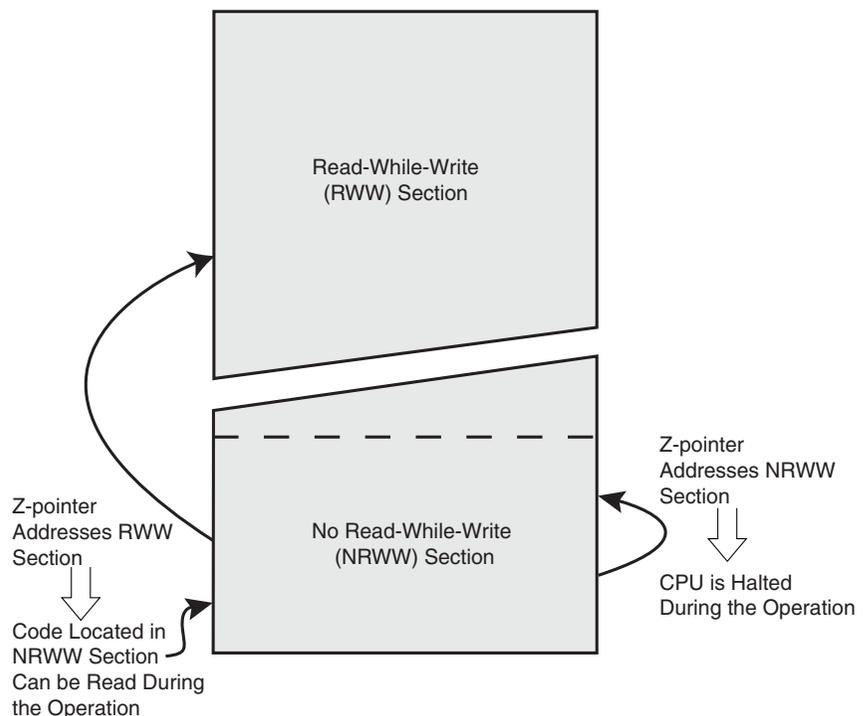 Read-While-Write
(RWW) Section
Z-pointer
Addresses NRWW
Section
Z-pointer
Addresses RWW
Section
No Read-While-Write
(NRWW) Section
CPU is Halted
During the Operation
Code Located in
NRWW Section
Can be Read During
the Operation